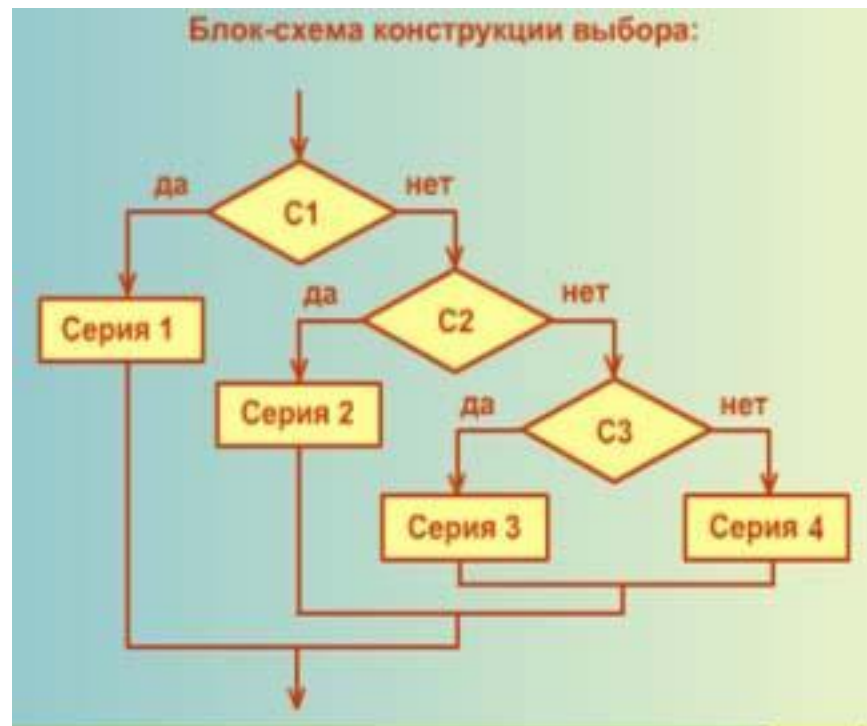 Блок-схема конструкции выбора:
да
нет
C1
да
нет
Серия 1
C2
да
нет
Серия 2
C3
Серия 3
Серия 4